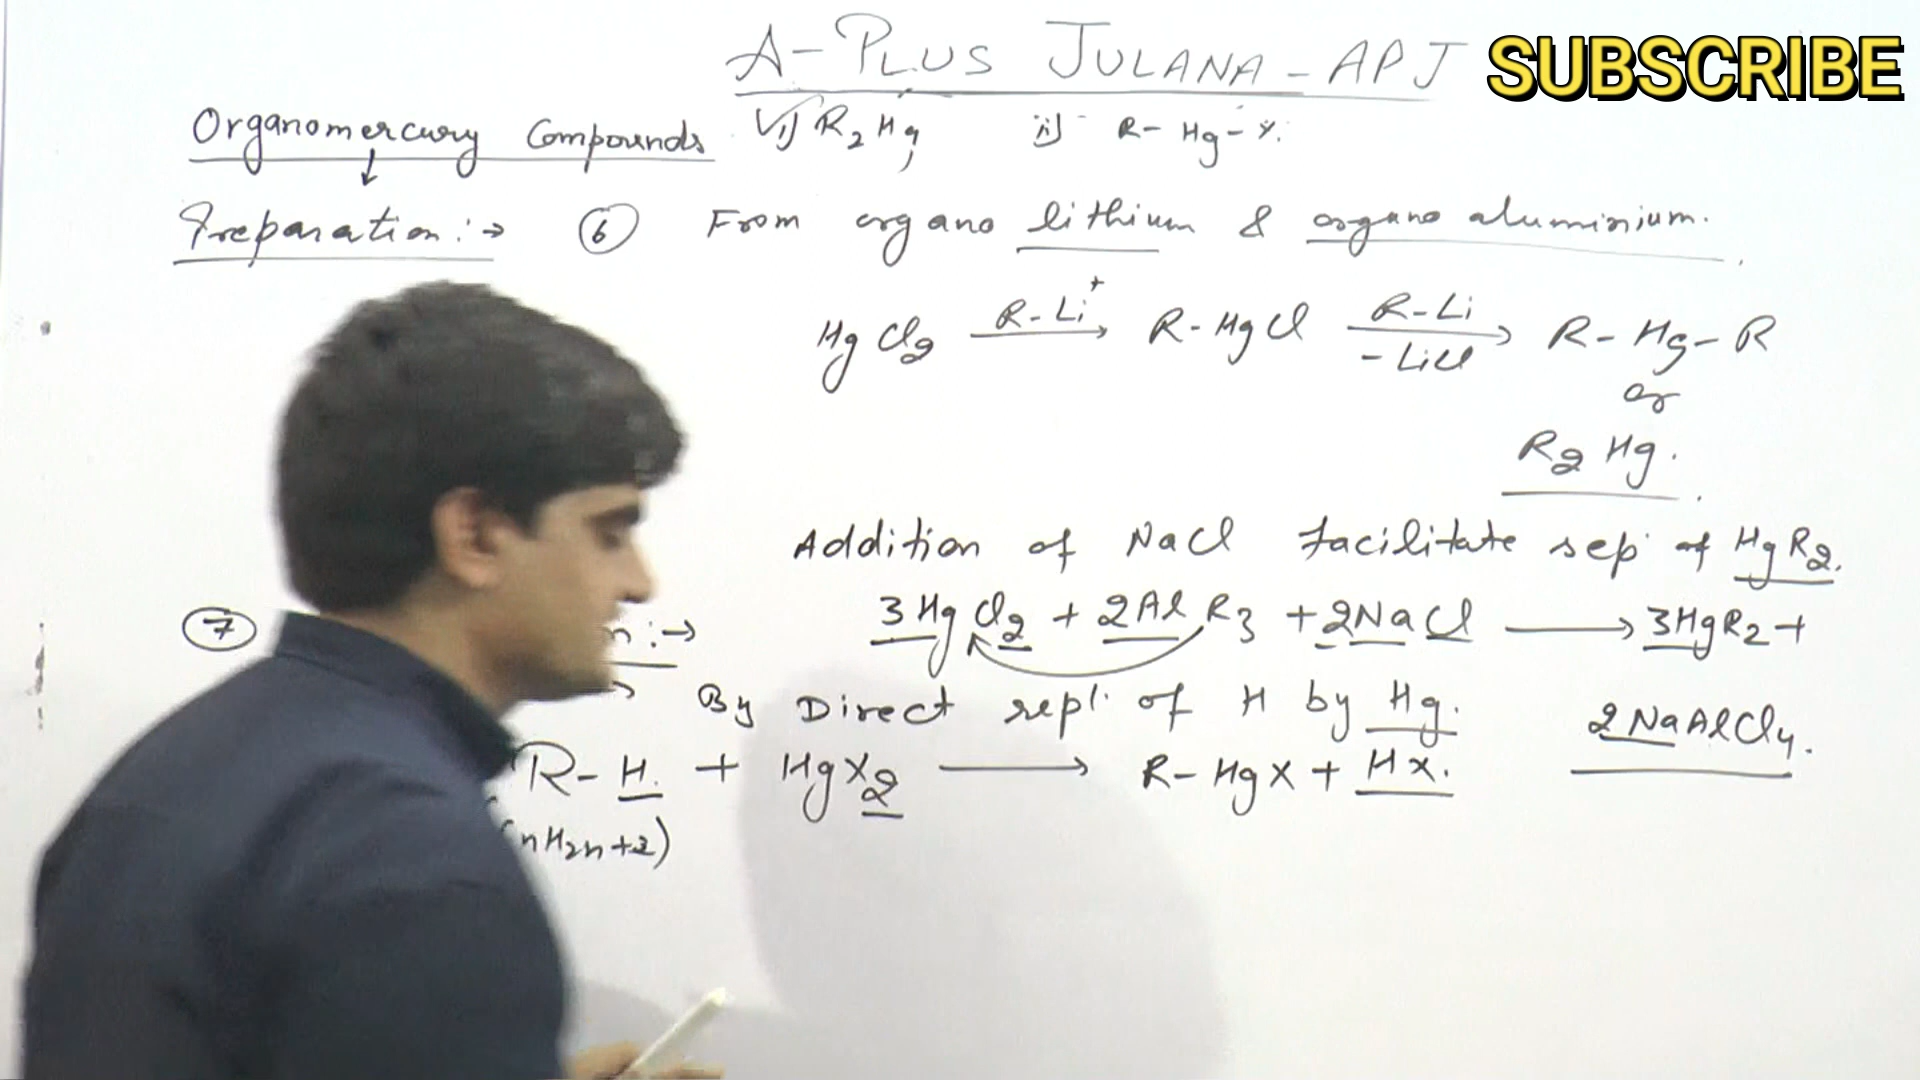 A-PLUS JULANA-APJ
SUBSCRIBE
Organomercury Compounds i) R2Hg, ii) R-Hg-X.
↓
Preparation:→ ⑥ From organo lithium & organo aluminium.
HgCl2 —R-Li⁺→ R-HgCl —R-Li / -LiCl→ R-Hg-R
or
R2Hg.
Addition of NaCl facilitate sep. of HgR2.
3HgCl2 + 2AlR3 + 2NaCl → 3HgR2 +
2NaAlCl4.
⑦ n:→
→ By Direct repl. of H by Hg.
R-H. + HgX2 → R-HgX + HX.
nH2n+2)